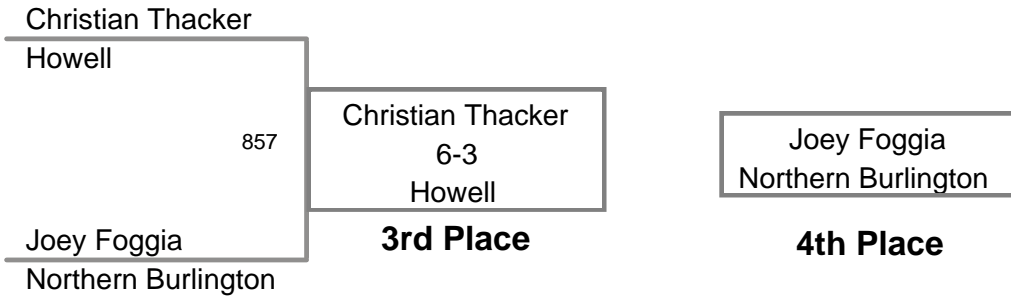 Christian Thacker
Howell
857
Joey Foggia
Northern Burlington
Christian Thacker
6-3
Howell
3rd Place
Joey Foggia
Northern Burlington
4th Place